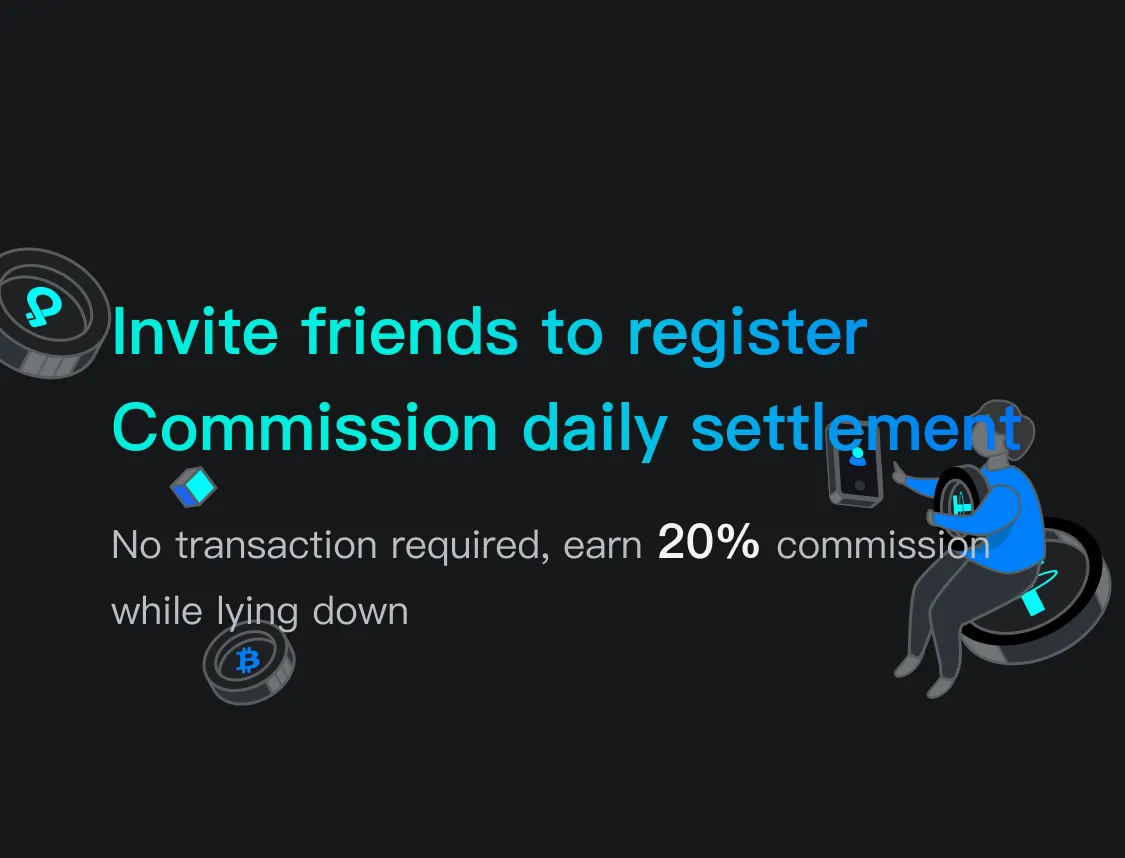 Invite friends to register
Commission daily settlement
No transaction required, earn 20% commission
while lying down